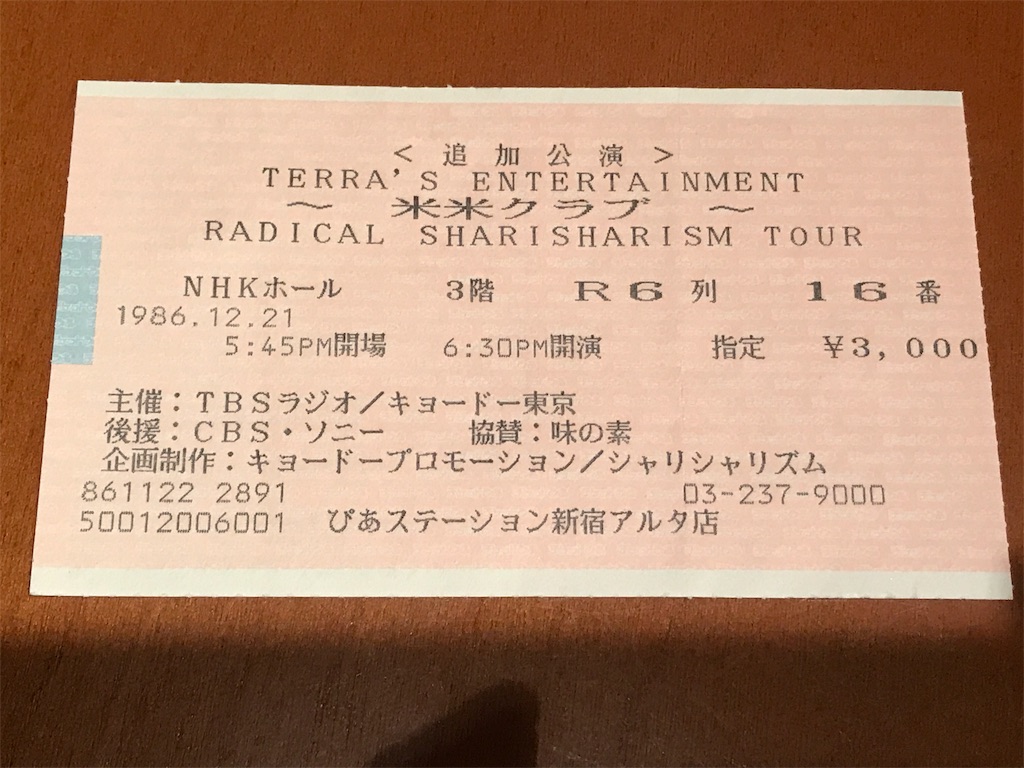 ＜ 追加公演 ＞
TERRA'S ENTERTAINMENT
～ 米米クラブ ～
RADICAL SHARISHARISM TOUR
NHKホール 3階 R6列 16番
1986.12.21
5:45PM開場 6:30PM開演 指定 ¥3,000
主催：TBSラジオ／キョードー東京
後援：CBS・ソニー 協賛：味の素
企画制作：キョードープロモーション／シャリシャリズム
861122 2891 03-237-9000
50012006001 ぴあステーション新宿アルタ店